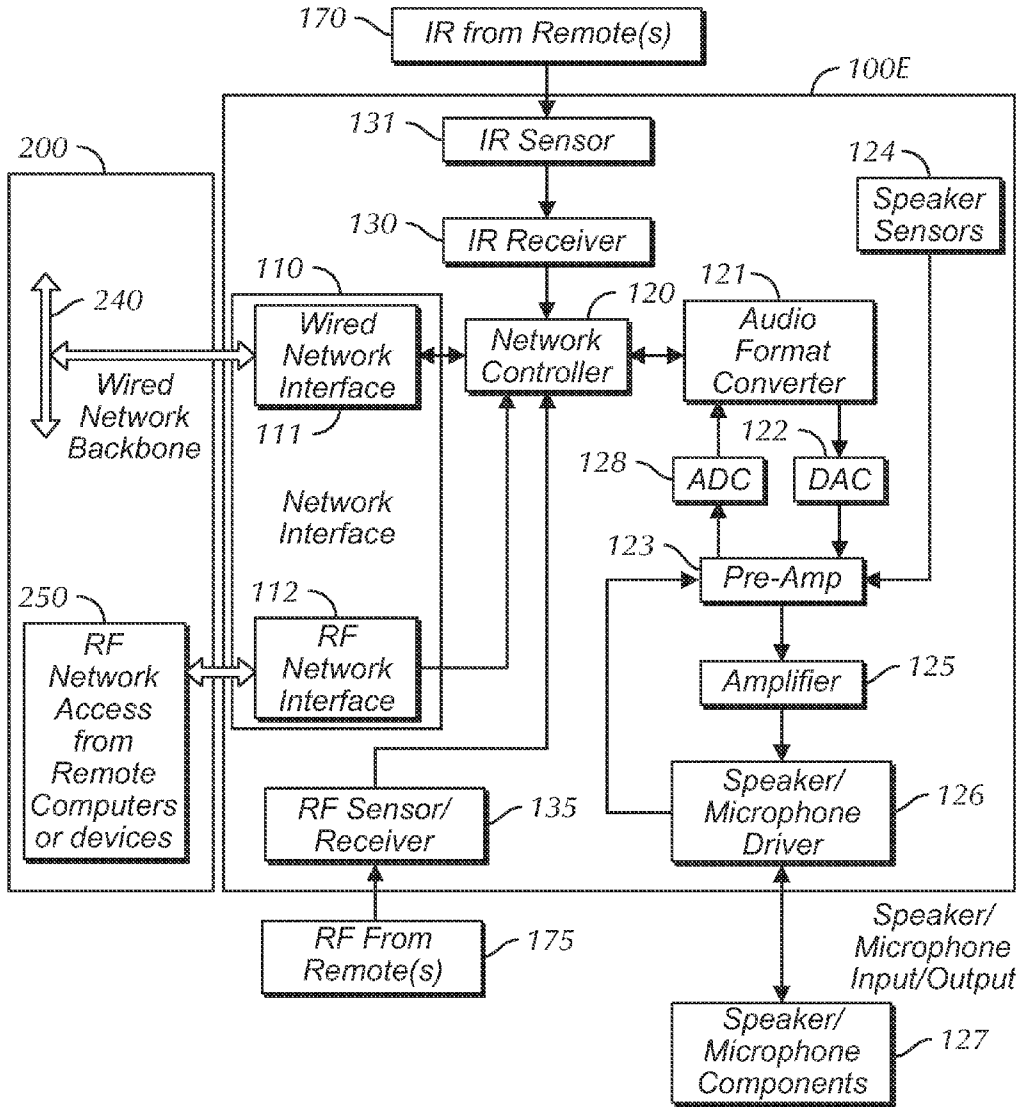 170
IR from Remote(s)
100E
131
IR Sensor
200
124
Speaker
Sensors
130
IR Receiver
110
240
120
121
Wired
Network
Interface
111
Network
Controller
Audio
Format
Converter
Wired
Network
Backbone
122
128
ADC
DAC
Network
Interface
123
Pre-Amp
250
112
RF
Network
Access
from
Remote
Computers
or devices
RF
Network
Interface
Amplifier
125
RF Sensor/
Receiver
135
Speaker/
Microphone
Driver
126
RF From
Remote(s)
175
Speaker/
Microphone
Input/Output
Speaker/
Microphone
Components
127